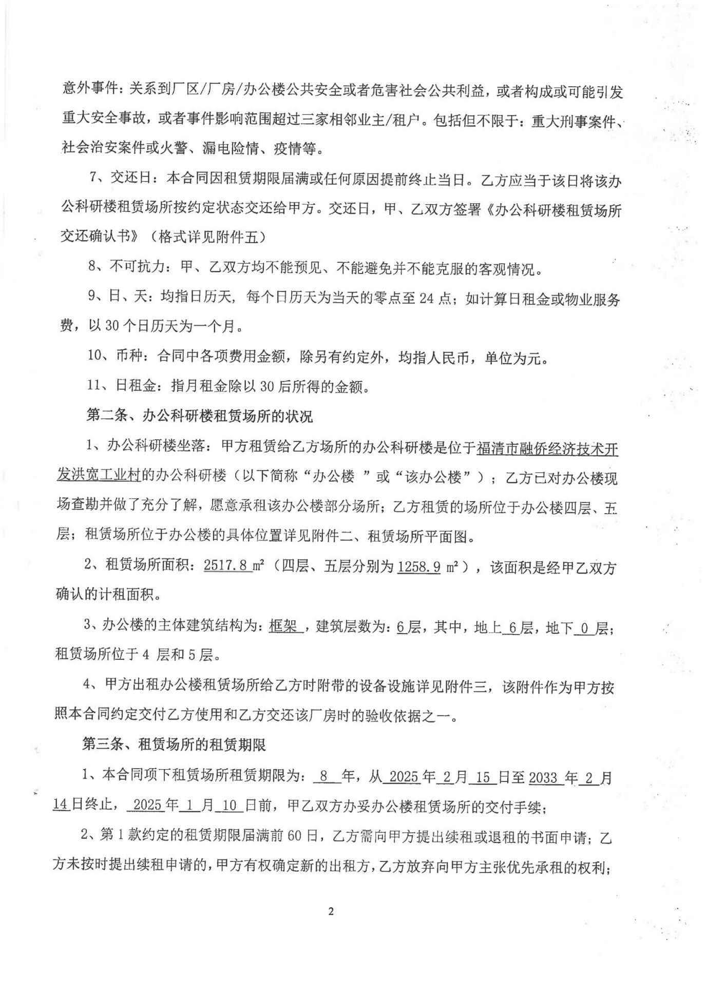 意外事件：关系到厂区/厂房/办公楼公共安全或者危害社会公共利益，或者构成或可能引发
重大安全事故，或者事件影响范围超过三家相邻业主/租户。包括但不限于：重大刑事案件、
社会治安案件或火警、漏电险情、疫情等。
7、交还日：本合同因租赁期限届满或任何原因提前终止当日。乙方应当于该日将该办
公科研楼租赁场所按约定状态交还给甲方。交还日，甲、乙双方签署《办公科研楼租赁场所
交还确认书》（格式详见附件五）
8、不可抗力：甲、乙双方均不能预见、不能避免并不能克服的客观情况。
9、日、天：均指日历天, 每个日历天为当天的零点至 24 点；如计算日租金或物业服务
费，以 30 个日历天为一个月。
10、币种：合同中各项费用金额，除另有约定外，均指人民币，单位为元。
11、日租金：指月租金除以 30 后所得的金额。
第二条、办公科研楼租赁场所的状况
1、办公科研楼坐落：甲方租赁给乙方场所的办公科研楼是位于福清市融侨经济技术开
发洪宽工业村的办公科研楼（以下简称“办公楼 ”或“该办公楼”）；乙方已对办公楼现
场查勘并做了充分了解，愿意承租该办公楼部分场所；乙方租赁的场所位于办公楼四层、五
层；租赁场所位于办公楼的具体位置详见附件二、租赁场所平面图。
2、租赁场所面积：2517.8 ㎡（四层、五层分别为 1258.9 ㎡），该面积是经甲乙双方
确认的计租面积。
3、办公楼的主体建筑结构为：框架 ，建筑层数为：6层，其中，地上 6 层，地下 0 层；
租赁场所位于 4 层和 5 层。
4、甲方出租办公楼租赁场所给乙方时附带的设备设施详见附件三，该附件作为甲方按
照本合同约定交付乙方使用和乙方交还该厂房时的验收依据之一。
第三条、租赁场所的租赁期限
1、本合同项下租赁场所租赁期限为： 8 年，从 2025 年 2 月 15 日至 2033 年 2 月
14 日终止， 2025 年 1 月 10 日前，甲乙双方办妥办公楼租赁场所的交付手续；
2、第 1 款约定的租赁期限届满前 60 日，乙方需向甲方提出续租或退租的书面申请；乙
方未按时提出续租申请的，甲方有权确定新的出租方，乙方放弃向甲方主张优先承租的权利；
2